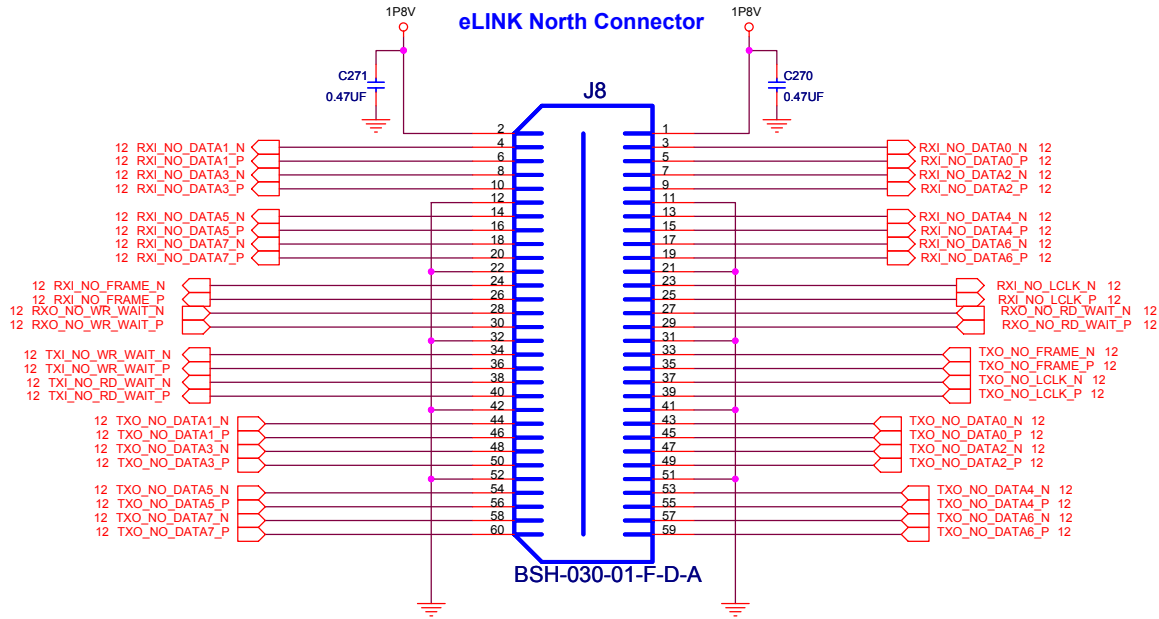 1P8V
eLINK North Connector
1P8V
C271
0.47UF
C270
0.47UF
J8
2 1
12 RXI_NO_DATA1_N 4 3 RXI_NO_DATA0_N 12
12 RXI_NO_DATA1_P 6 5 RXI_NO_DATA0_P 12
12 RXI_NO_DATA3_N 8 7 RXI_NO_DATA2_N 12
12 RXI_NO_DATA3_P 10 9 RXI_NO_DATA2_P 12
12 11
12 RXI_NO_DATA5_N 14 13 RXI_NO_DATA4_N 12
12 RXI_NO_DATA5_P 16 15 RXI_NO_DATA4_P 12
12 RXI_NO_DATA7_N 18 17 RXI_NO_DATA6_N 12
12 RXI_NO_DATA7_P 20 19 RXI_NO_DATA6_P 12
22 21
12 RXI_NO_FRAME_N 24 23 RXI_NO_LCLK_N 12
12 RXI_NO_FRAME_P 26 25 RXI_NO_LCLK_P 12
12 RXO_NO_WR_WAIT_N 28 27 RXO_NO_RD_WAIT_N 12
12 RXO_NO_WR_WAIT_P 30 29 RXO_NO_RD_WAIT_P 12
32 31
12 TXI_NO_WR_WAIT_N 34 33 TXO_NO_FRAME_N 12
12 TXI_NO_WR_WAIT_P 36 35 TXO_NO_FRAME_P 12
12 TXI_NO_RD_WAIT_N 38 37 TXO_NO_LCLK_N 12
12 TXI_NO_RD_WAIT_P 40 39 TXO_NO_LCLK_P 12
42 41
12 TXO_NO_DATA1_N 44 43 TXO_NO_DATA0_N 12
12 TXO_NO_DATA1_P 46 45 TXO_NO_DATA0_P 12
12 TXO_NO_DATA3_N 48 47 TXO_NO_DATA2_N 12
12 TXO_NO_DATA3_P 50 49 TXO_NO_DATA2_P 12
52 51
12 TXO_NO_DATA5_N 54 53 TXO_NO_DATA4_N 12
12 TXO_NO_DATA5_P 56 55 TXO_NO_DATA4_P 12
12 TXO_NO_DATA7_N 58 57 TXO_NO_DATA6_N 12
12 TXO_NO_DATA7_P 60 59 TXO_NO_DATA6_P 12
BSH-030-01-F-D-A